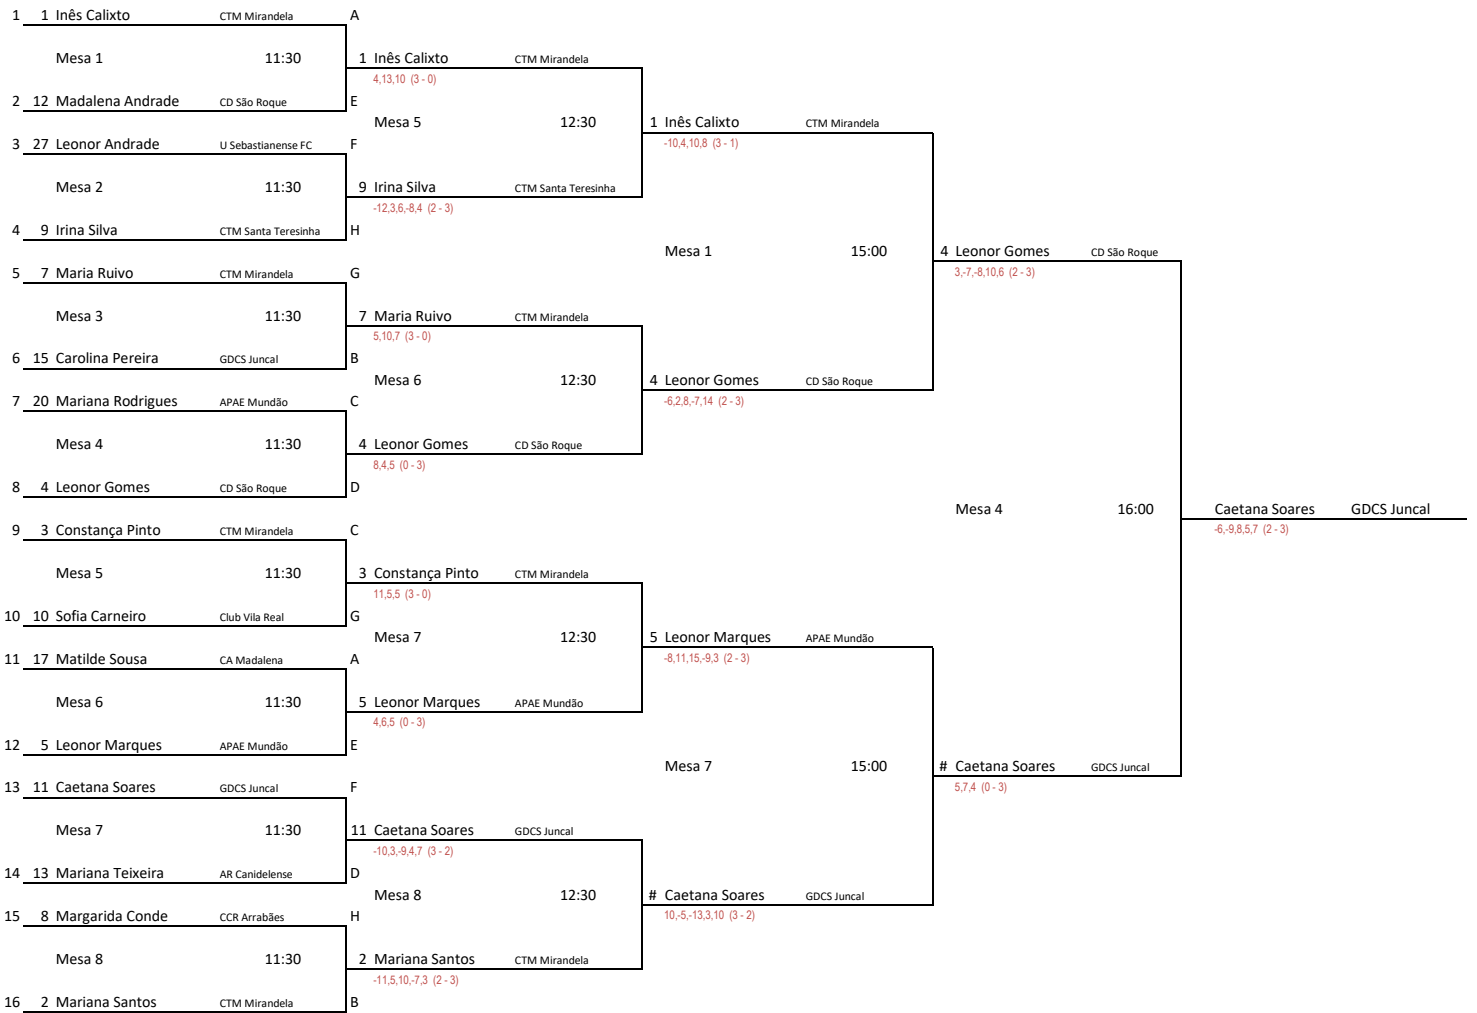 1 1 Inês Calixto CTM Mirandela A
Mesa 1 11:30 1 Inês Calixto CTM Mirandela
4,13,10 (3 - 0)
2 12 Madalena Andrade CD São Roque E
Mesa 5 12:30 1 Inês Calixto CTM Mirandela
3 27 Leonor Andrade U Sebastianense FC F
-10,4,10,8 (3 - 1)
Mesa 2 11:30 9 Irina Silva CTM Santa Teresinha
-12,3,6,-8,4 (2 - 3)
4 9 Irina Silva CTM Santa Teresinha H
Mesa 1 15:00 4 Leonor Gomes CD São Roque
5 7 Maria Ruivo CTM Mirandela G
3,-7,-8,10,6 (2 - 3)
Mesa 3 11:30 7 Maria Ruivo CTM Mirandela
5,10,7 (3 - 0)
6 15 Carolina Pereira GDCS Juncal B
Mesa 6 12:30 4 Leonor Gomes CD São Roque
7 20 Mariana Rodrigues APAE Mundão C
-6,2,8,-7,14 (2 - 3)
Mesa 4 11:30 4 Leonor Gomes CD São Roque
8,4,5 (0 - 3)
8 4 Leonor Gomes CD São Roque D
Mesa 4 16:00 Caetana Soares GDCS Juncal
9 3 Constança Pinto CTM Mirandela C
-6,-9,8,5,7 (2 - 3)
Mesa 5 11:30 3 Constança Pinto CTM Mirandela
11,5,5 (3 - 0)
10 10 Sofia Carneiro Club Vila Real G
Mesa 7 12:30 5 Leonor Marques APAE Mundão
11 17 Matilde Sousa CA Madalena A
-8,11,15,-9,3 (2 - 3)
Mesa 6 11:30 5 Leonor Marques APAE Mundão
4,6,5 (0 - 3)
12 5 Leonor Marques APAE Mundão E
Mesa 7 15:00 # Caetana Soares GDCS Juncal
13 11 Caetana Soares GDCS Juncal F
5,7,4 (0 - 3)
Mesa 7 11:30 11 Caetana Soares GDCS Juncal
-10,3,-9,4,7 (3 - 2)
14 13 Mariana Teixeira AR Canidelense D
Mesa 8 12:30 # Caetana Soares GDCS Juncal
15 8 Margarida Conde CCR Arrabães H
10,-5,-13,3,10 (3 - 2)
Mesa 8 11:30 2 Mariana Santos CTM Mirandela
-11,5,10,-7,3 (2 - 3)
16 2 Mariana Santos CTM Mirandela B